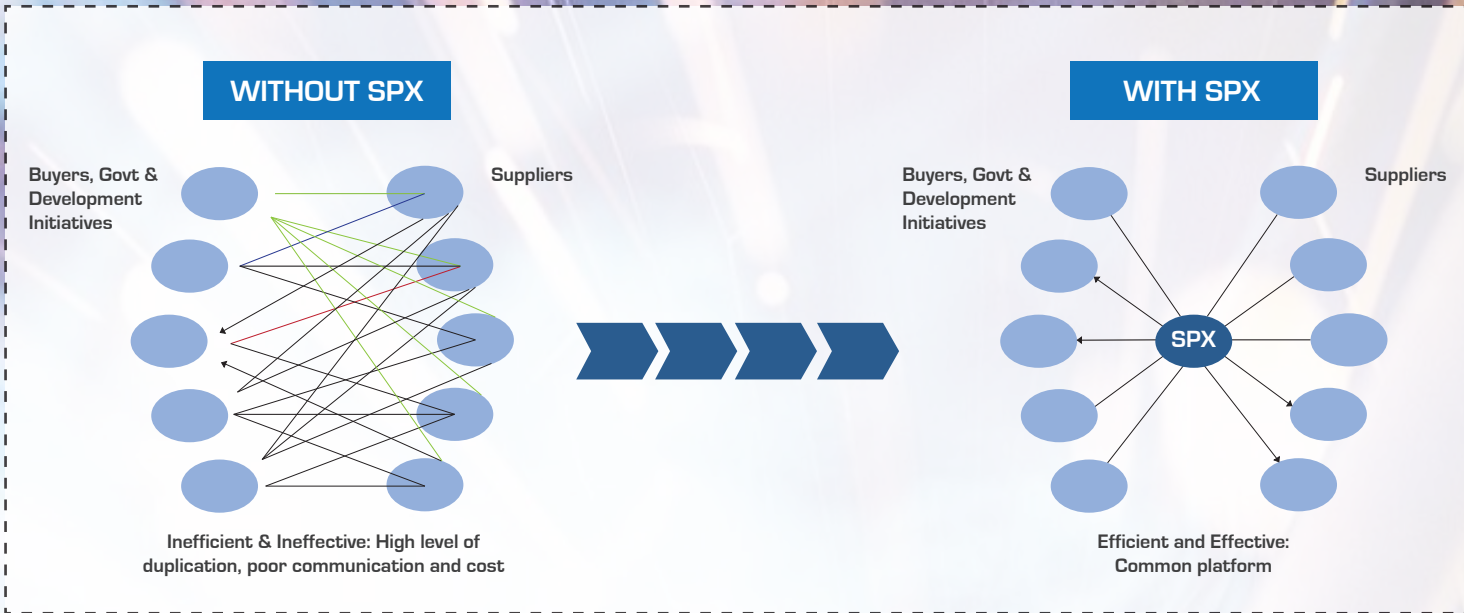 WITHOUT SPX
Buyers, Govt &
Development
Initiatives
Suppliers
Inefficient & Ineffective: High level of
duplication, poor communication and cost
WITH SPX
Buyers, Govt &
Development
Initiatives
Suppliers
SPX
Efficient and Effective:
Common platform